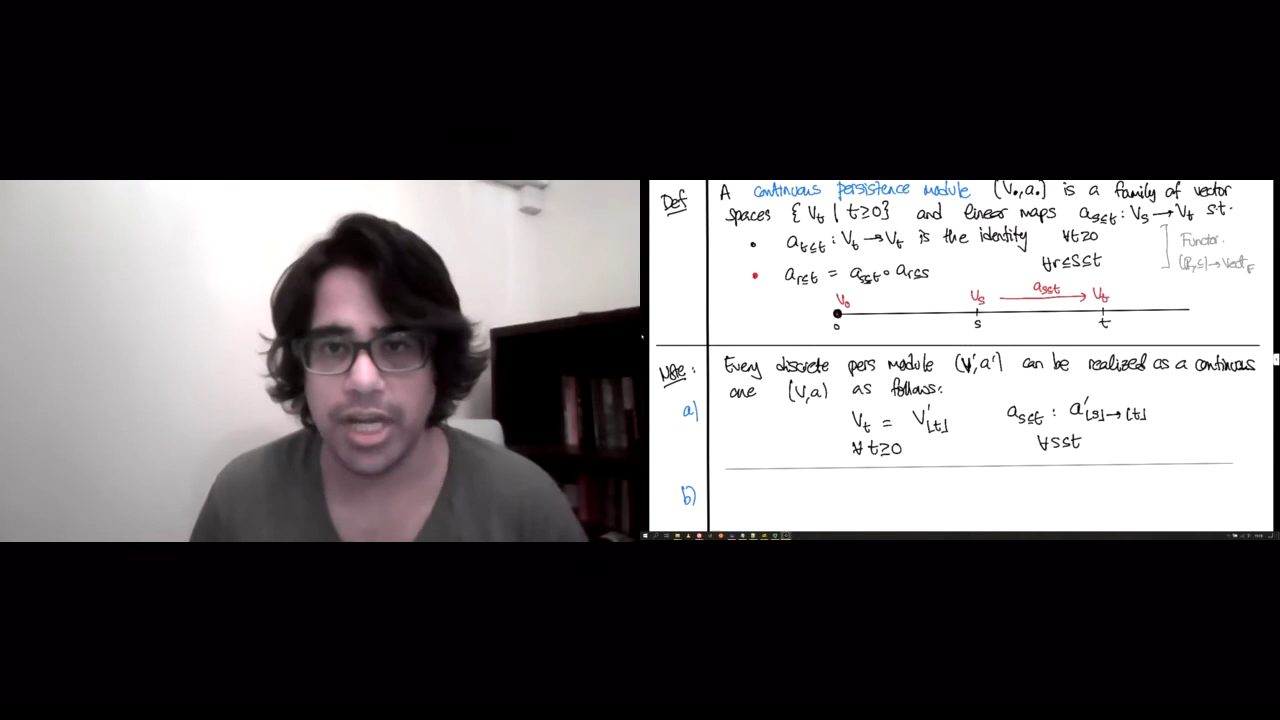 Def A continuous persistence module (V•,a•) is a family of vector
spaces { Vt | t≥0} and linear maps as≤t : Vs → Vt st.
• at≤t : Vt → Vt is the identity ∀t≥0
• ar≤t = as≤t ∘ ar≤s ∀r≤s≤t
Functor.
(R,≤) → VectF
V0 Vs as≤t Vt
0 s t
Note: Every discrete pers module (V',a') can be realized as a continuous
a) one (V,a) as follows:
Vt = V'⌊t⌋ as≤t : a'⌊s⌋→⌊t⌋
∀ t≥0 ∀s≤t
b)